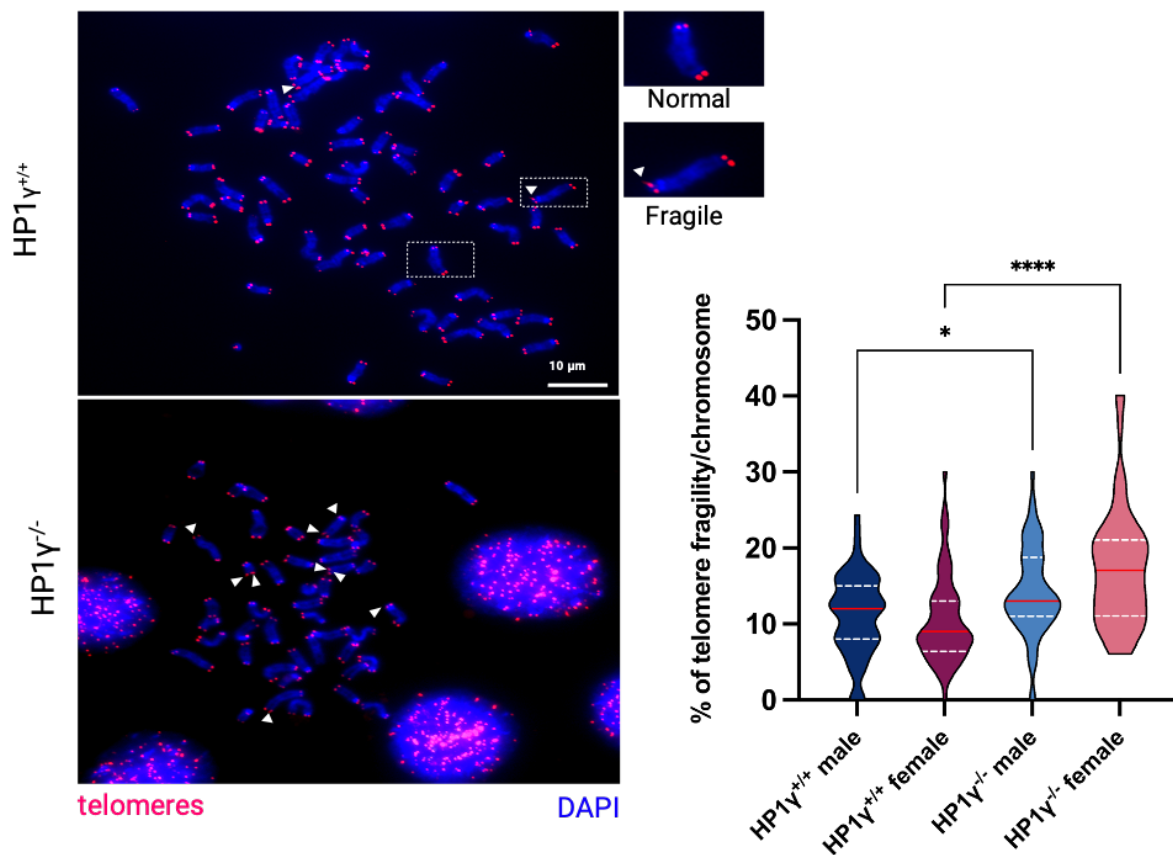 HP1γ+/+
Normal
Fragile
10 μm
HP1γ-/-
telomeres
DAPI
****
*
% of telomere fragility/chromosome
50
40
30
20
10
0
HP1γ+/+ male
HP1γ+/+ female
HP1γ-/- male
HP1γ-/- female